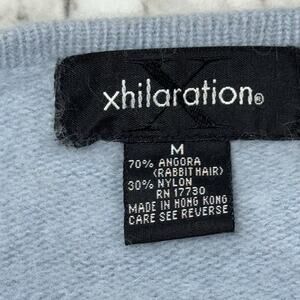 xhilaration®
M
70% ANGORA
(RABBIT HAIR)
30% NYLON
RN 17730
MADE IN HONG KONG
CARE SEE REVERSE